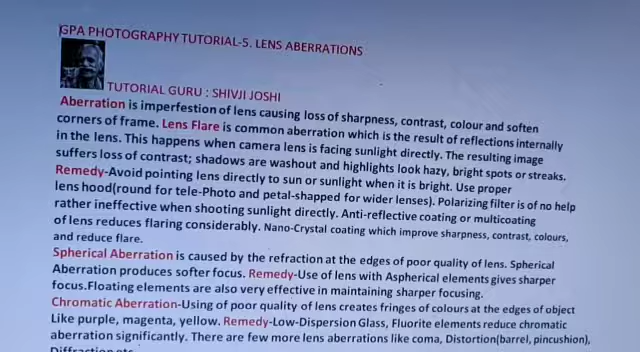 GPA PHOTOGRAPHY TUTORIAL-5. LENS ABERRATIONS
TUTORIAL GURU : SHIVJI JOSHI
Aberration is imperfestion of lens causing loss of sharpness, contrast, colour and soften
corners of frame. Lens Flare is common aberration which is the result of reflections internally
in the lens. This happens when camera lens is facing sunlight directly. The resulting image
suffers loss of contrast; shadows are washout and highlights look hazy, bright spots or streaks.
Remedy-Avoid pointing lens directly to sun or sunlight when it is bright. Use proper
lens hood(round for tele-Photo and petal-shapped for wider lenses). Polarizing filter is of no help
rather ineffective when shooting sunlight directly. Anti-reflective coating or multicoating
of lens reduces flaring considerably. Nano-Crystal coating which improve sharpness, contrast, colours,
and reduce flare.
Spherical Aberration is caused by the refraction at the edges of poor quality of lens. Spherical
Aberration produces softer focus. Remedy-Use of lens with Aspherical elements gives sharper
focus.Floating elements are also very effective in maintaining sharper focusing.
Chromatic Aberration-Using of poor quality of lens creates fringes of colours at the edges of object
Like purple, magenta, yellow. Remedy-Low-Dispersion Glass, Fluorite elements reduce chromatic
aberration significantly. There are few more lens aberrations like coma, Distortion(barrel, pincushion),
Diffraction etc